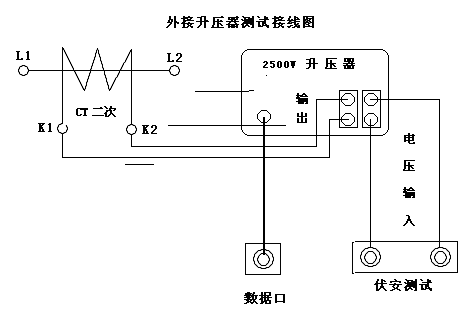 外接升压器测试接线图
L1
L2
2500W 升压器
CT二次
输出
K1
K2
电压输入
伏安测试
数据口